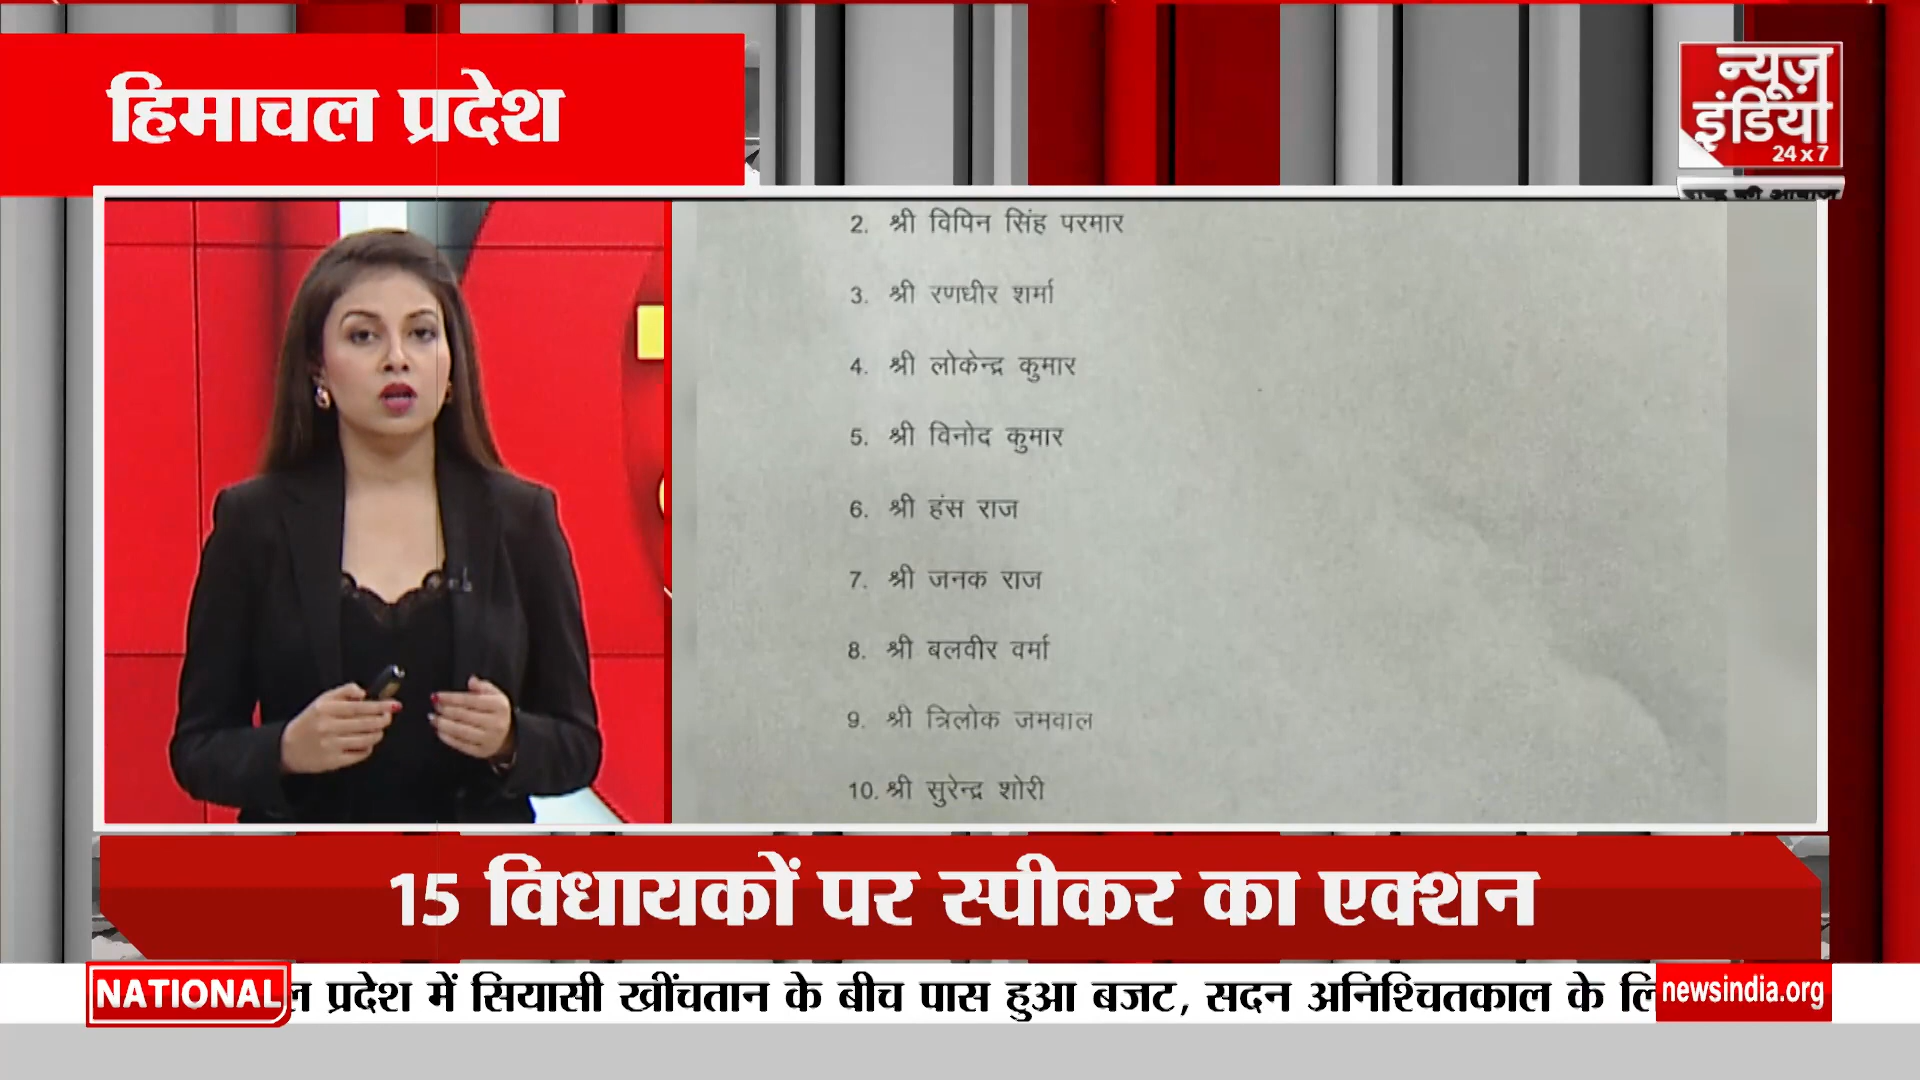 हिमाचल प्रदेश
न्यूज़
इंडिया
24x7
2. श्री विपिन सिंह परमार
3. श्री रणधीर शर्मा
4. श्री लोकेन्द्र कुमार
5. श्री विनोद कुमार
6. श्री हंस राज
7. श्री जनक राज
8. श्री बलवीर वर्मा
9. श्री त्रिलोक जमवाल
10. श्री सुरेन्द्र शोरी
15 विधायकों पर स्पीकर का एक्शन
NATIONAL
ल प्रदेश में सियासी खींचतान के बीच पास हुआ बजट, सदन अनिश्चितकाल के लि
newsindia.org